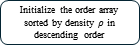 Initialize the order array
sorted by density ρ in
descending order